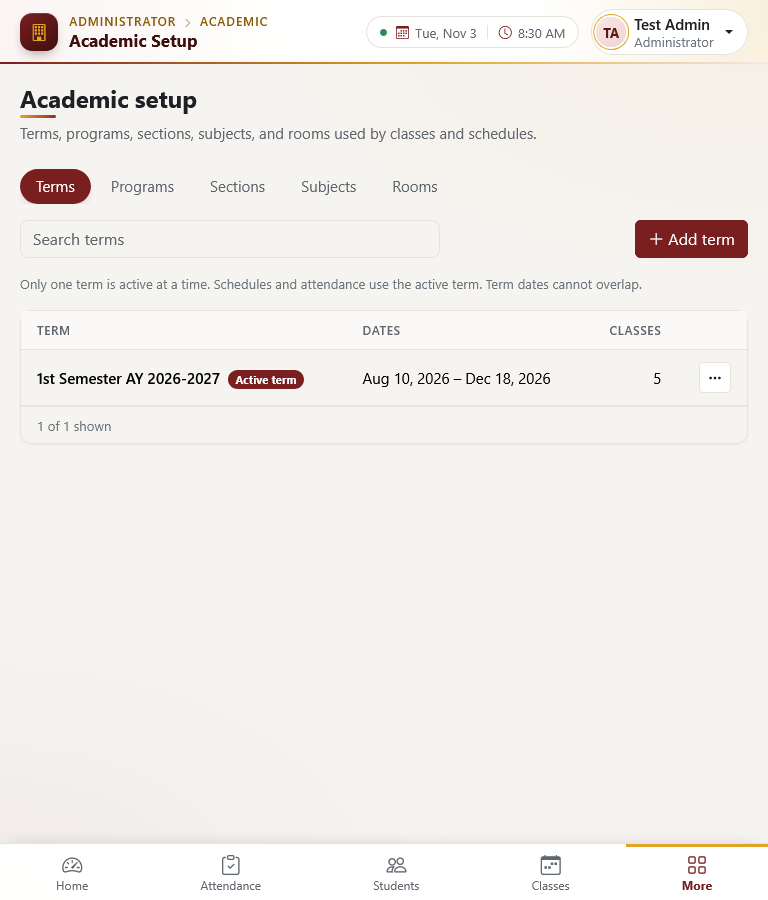 ADMINISTRATOR > ACADEMIC
Academic Setup
Tue, Nov 3
8:30 AM
TA
Test Admin
Administrator
Academic setup
Terms, programs, sections, subjects, and rooms used by classes and schedules.
Terms
Programs
Sections
Subjects
Rooms
Search terms
+ Add term
Only one term is active at a time. Schedules and attendance use the active term. Term dates cannot overlap.
TERM
DATES
CLASSES
1st Semester AY 2026-2027
Active term
Aug 10, 2026 – Dec 18, 2026
5
1 of 1 shown
Home
Attendance
Students
Classes
More